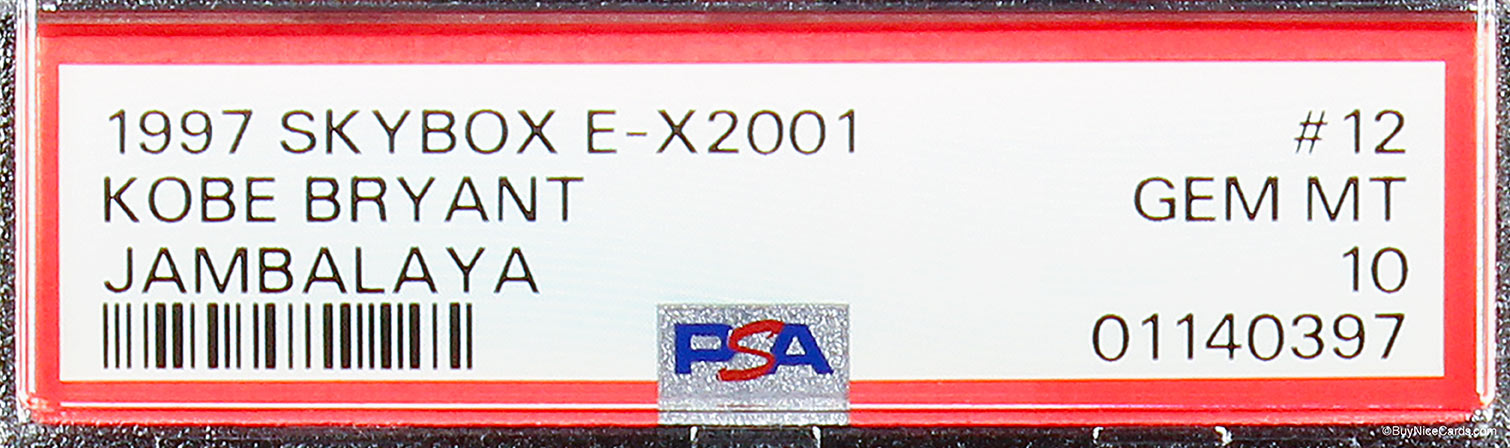 1997 SKYBOX E-X2001 #12
KOBE BRYANT GEM MT
JAMBALAYA 10
01140397
PSA
©BuyNiceCards.com